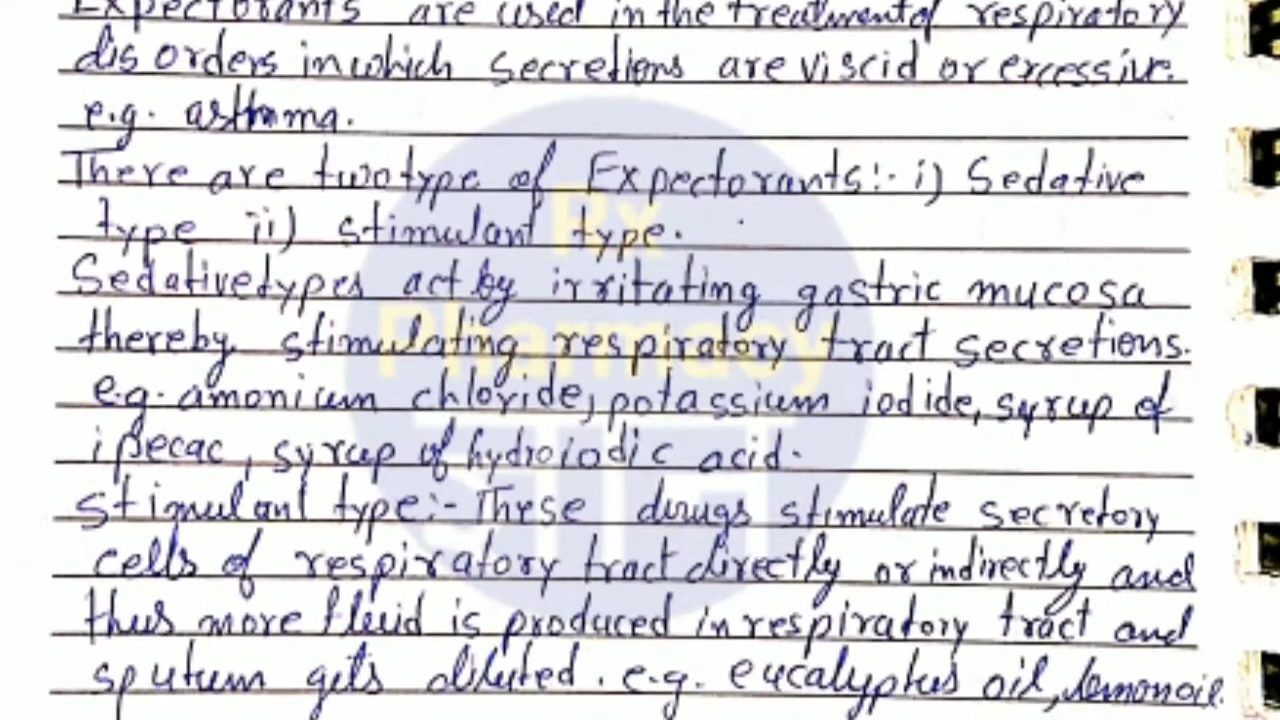 Expectorants are used in the treatment of respiratory
disorders in which secretions are viscid or excessive.
e.g. asthma.
There are two type of Expectorants:- i) Sedative
type ii) stimulant type.
Sedative types act by irritating gastric mucosa
thereby stimulating respiratory tract secretions.
e.g. amonium chloride, potassium iodide, syrup of
ipecac, syrup of hydroiodic acid.
Stimulant type:- These drugs stimulate secretory
cells of respiratory tract directly or indirectly and
thus more fluid is produced in respiratory tract and
sputum gets diluted. e.g. eucalyptus oil, lemon oil.
Rx
Pharmacy